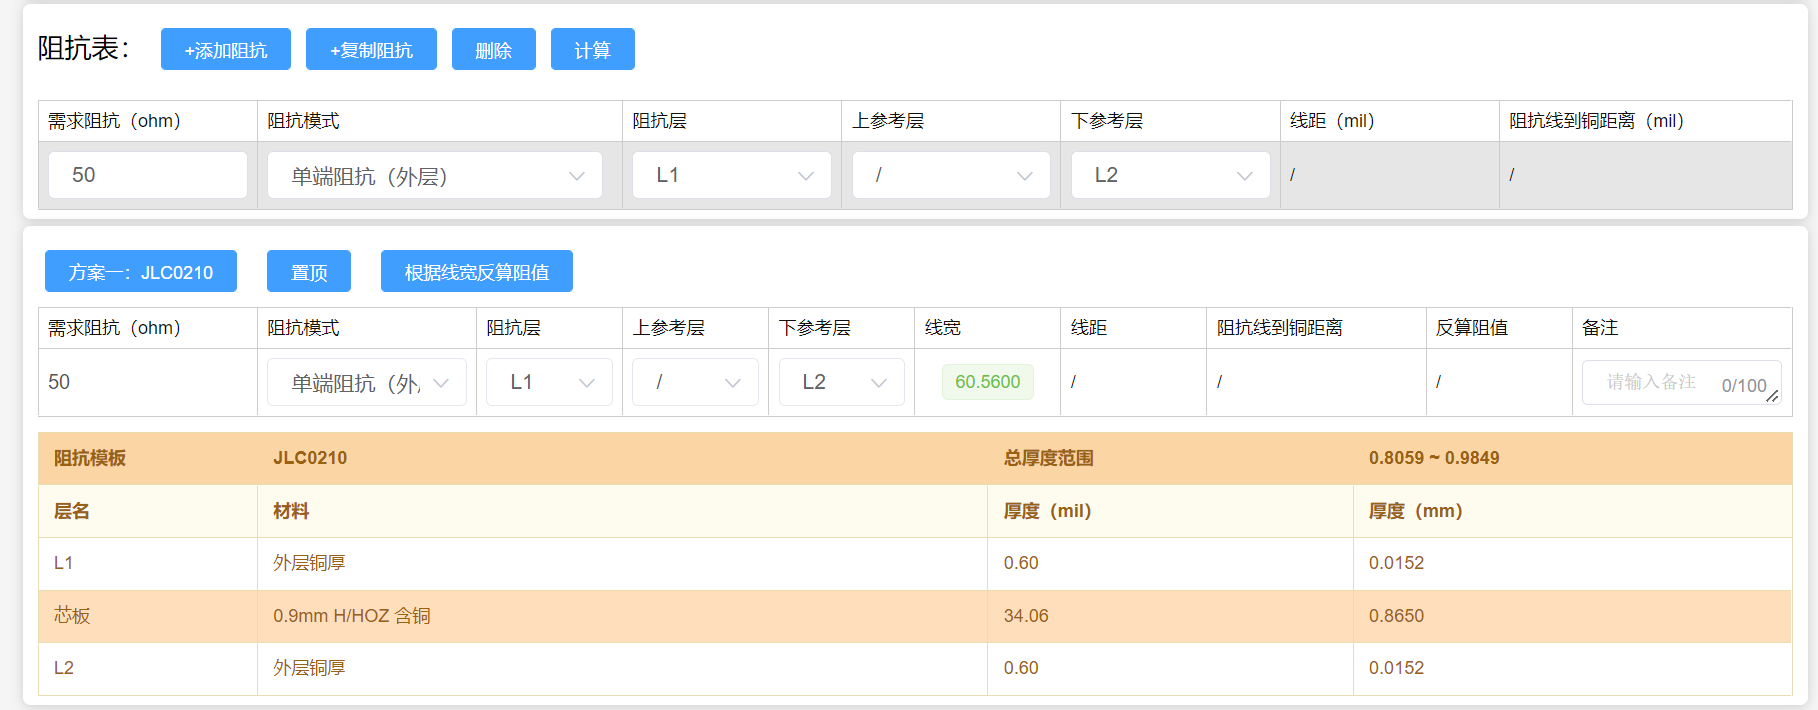 阻抗表： +添加阻抗 +复制阻抗 删除 计算
需求阻抗（ohm） 阻抗模式 阻抗层 上参考层 下参考层 线距（mil） 阻抗线到铜距离（mil）
50 单端阻抗（外层） L1 / L2 / /
方案一：JLC0210 置顶 根据线宽反算阻值
需求阻抗（ohm） 阻抗模式 阻抗层 上参考层 下参考层 线宽 线距 阻抗线到铜距离 反算阻值 备注
50 单端阻抗（外 L1 / L2 60.5600 / / / 请输入备注 0/100
阻抗模板 JLC0210 总厚度范围 0.8059 ~ 0.9849
层名 材料 厚度（mil） 厚度（mm）
L1 外层铜厚 0.60 0.0152
芯板 0.9mm H/HOZ 含铜 34.06 0.8650
L2 外层铜厚 0.60 0.0152